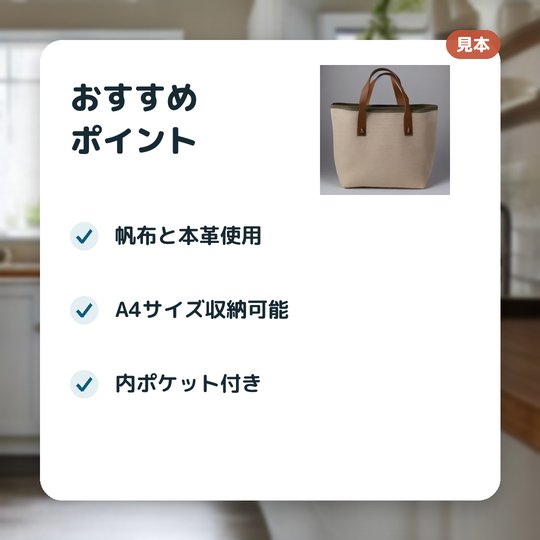 見本
おすすめ
ポイント
帆布と本革使用
A4サイズ収納可能
内ポケット付き